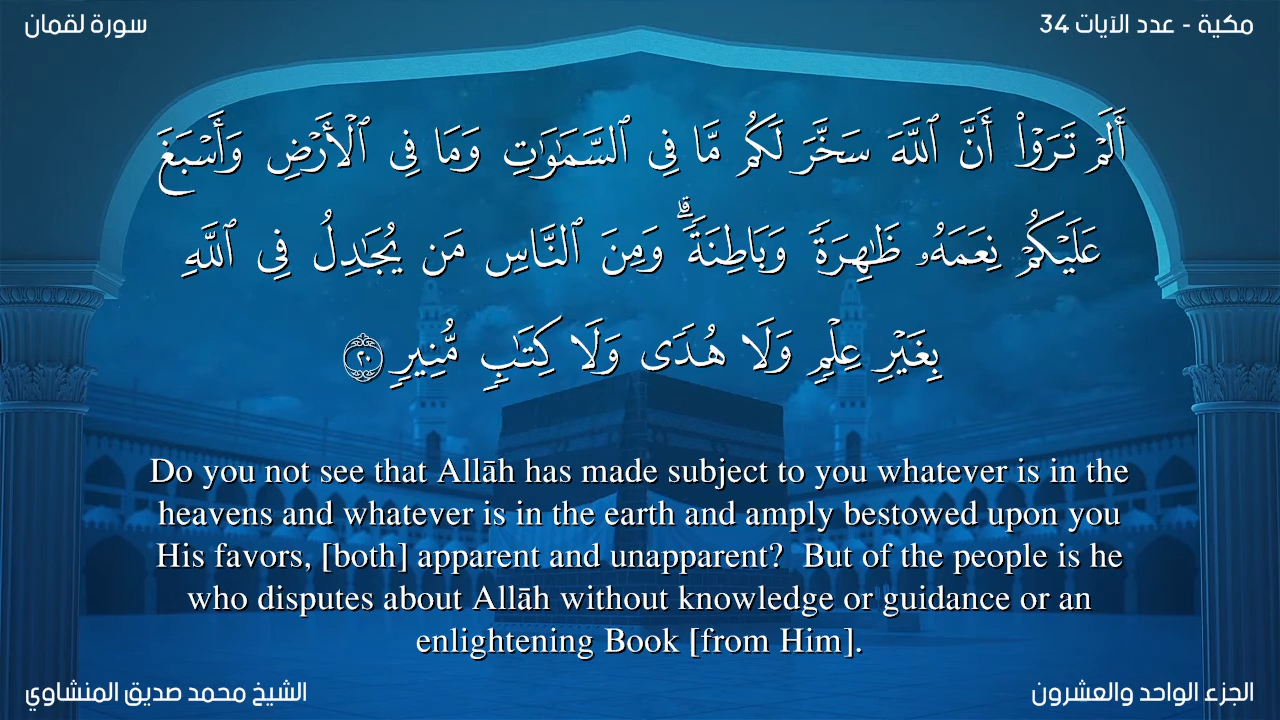 مكية - عدد الآيات 34
سورة لقمان
أَلَمْ تَرَوْا۟ أَنَّ ٱللَّهَ سَخَّرَ لَكُم مَّا فِى ٱلسَّمَـٰوَٰتِ وَمَا فِى ٱلْأَرْضِ وَأَسْبَغَ
عَلَيْكُمْ نِعَمَهُۥ ظَـٰهِرَةً وَبَاطِنَةً ۗ وَمِنَ ٱلنَّاسِ مَن يُجَـٰدِلُ فِى ٱللَّهِ
بِغَيْرِ عِلْمٍ وَلَا هُدًى وَلَا كِتَـٰبٍ مُّنِيرٍ ٢٠
Do you not see that Allāh has made subject to you whatever is in the
heavens and whatever is in the earth and amply bestowed upon you
His favors, [both] apparent and unapparent?  But of the people is he
who disputes about Allāh without knowledge or guidance or an
enlightening Book [from Him].
الجزء الواحد والعشرون
الشيخ محمد صديق المنشاوي